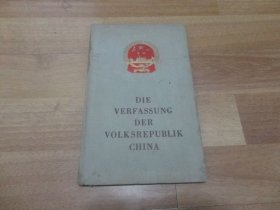 DIE
VERFASSUNG
DER
VOLKSREPUBLIK
CHINA